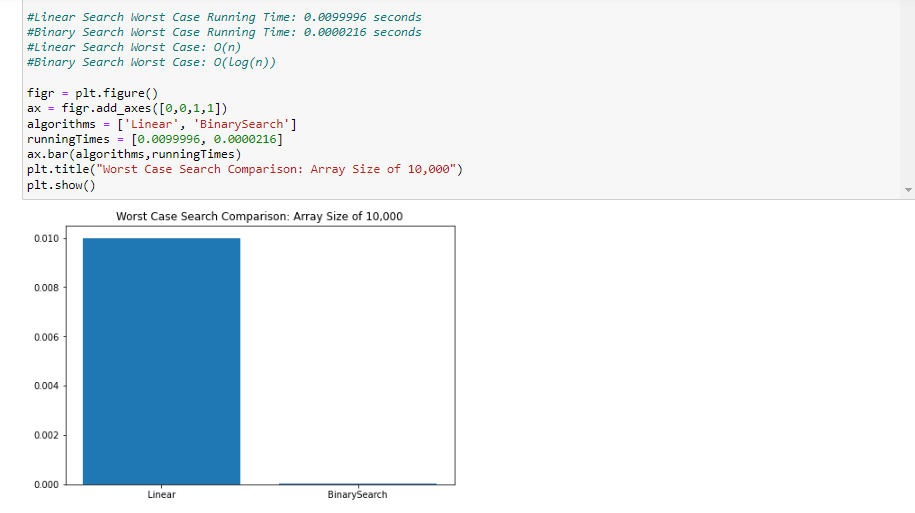 #Linear Search Worst Case Running Time: 0.0099996 seconds
#Binary Search Worst Case Running Time: 0.0000216 seconds
#Linear Search Worst Case: O(n)
#Binary Search Worst Case: O(log(n))
figr = plt.figure()
ax = figr.add_axes([0,0,1,1])
algorithms = ['Linear', 'BinarySearch']
runningTimes = [0.0099996, 0.0000216]
ax.bar(algorithms,runningTimes)
plt.title("Worst Case Search Comparison: Array Size of 10,000")
plt.show()
Worst Case Search Comparison: Array Size of 10,000
0.010
0.008
0.006
0.004
0.002
0.000
Linear BinarySearch